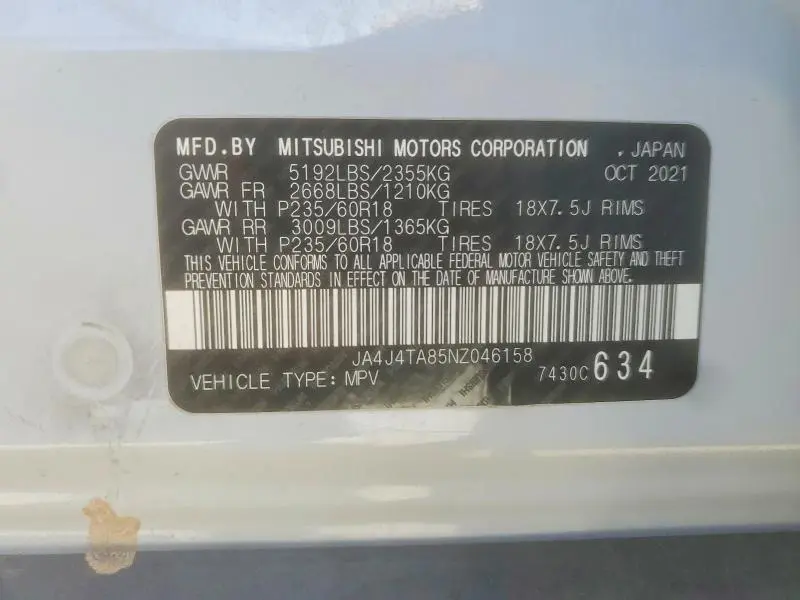 MFD.BY MITSUBISHI MOTORS CORPORATION , JAPAN
GVWR 5192LBS/2355KG OCT 2021
GAWR FR 2668LBS/1210KG
WITH P235/60R18 TIRES 18X7.5J RIMS
GAWR RR 3009LBS/1365KG
WITH P235/60R18 TIRES 18X7.5J RIMS
THIS VEHICLE CONFORMS TO ALL APPLICABLE FEDERAL MOTOR VEHICLE SAFETY AND THEFT
PREVENTION STANDARDS IN EFFECT ON THE DATE OF MANUFACTURE SHOWN ABOVE.
JA4J4TA85NZ046158
VEHICLE TYPE: MPV 7430C 634